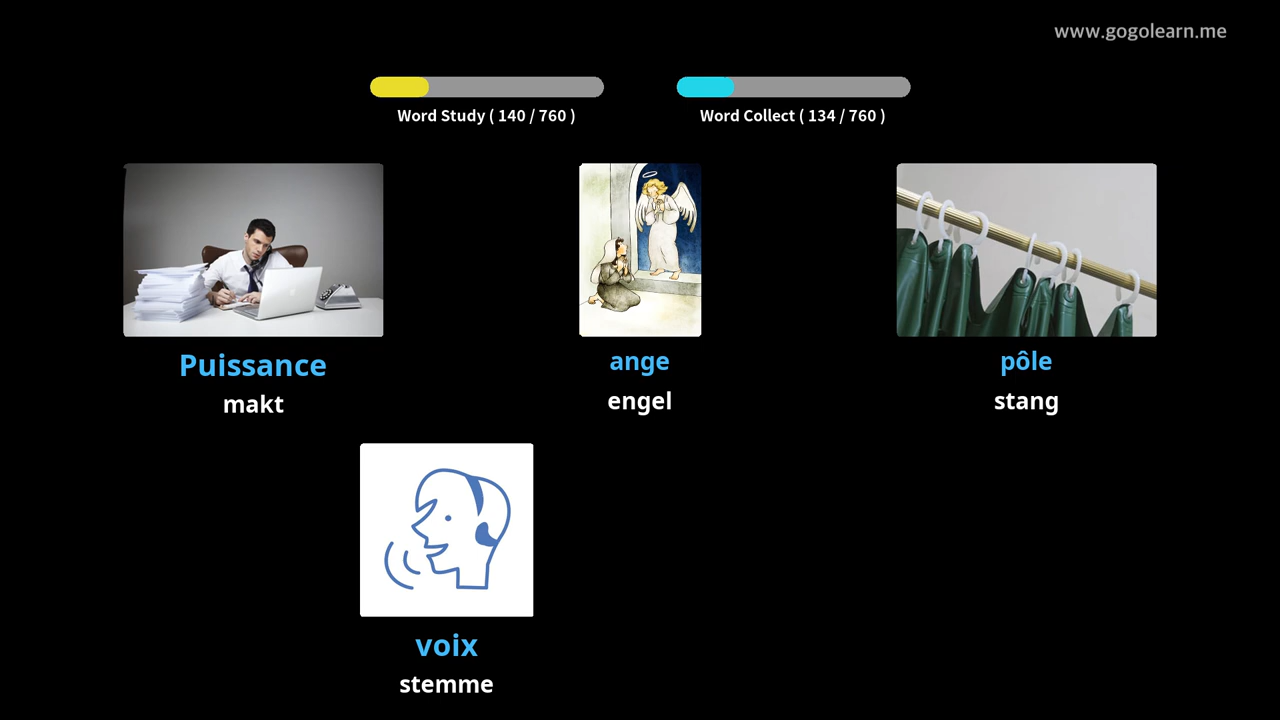 www.gogolearn.me
Word Study ( 140 / 760 )
Word Collect ( 134 / 760 )
Puissance
makt
ange
engel
pôle
stang
voix
stemme